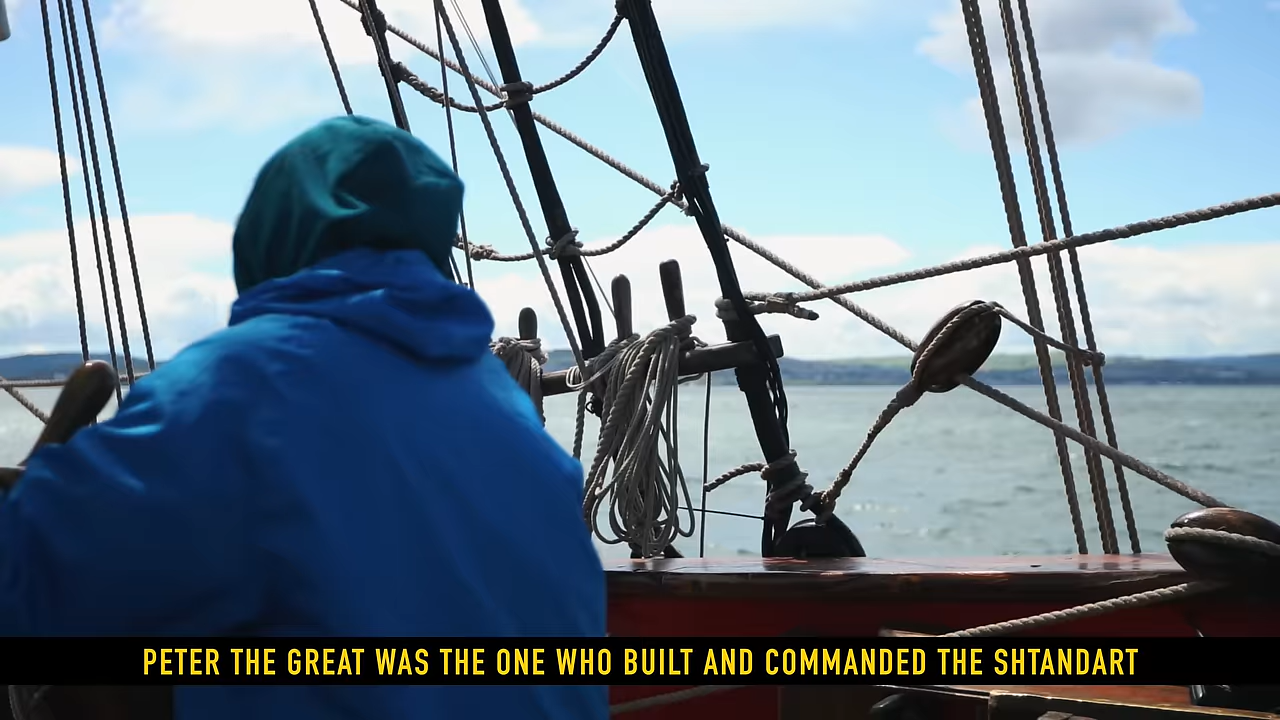 PETER THE GREAT WAS THE ONE WHO BUILT AND COMMANDED THE SHTANDART